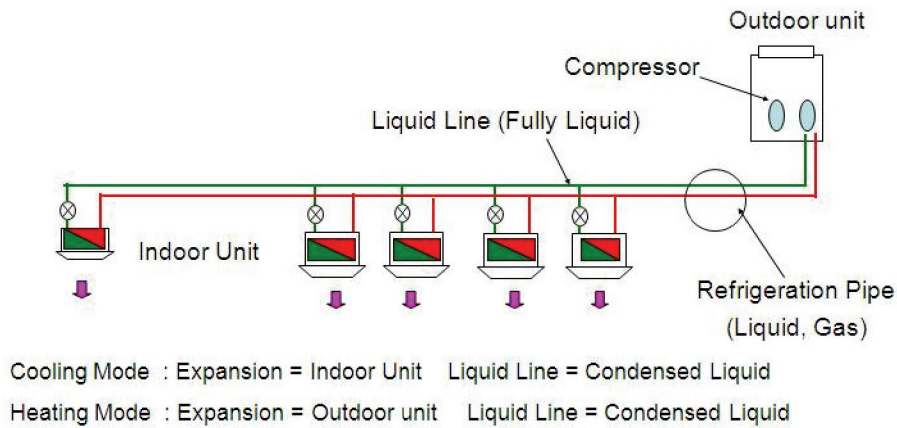 Outdoor unit
Compressor
Liquid Line (Fully Liquid)
Indoor Unit
Refrigeration Pipe
(Liquid, Gas)
Cooling Mode : Expansion = Indoor Unit Liquid Line = Condensed Liquid
Heating Mode : Expansion = Outdoor unit Liquid Line = Condensed Liquid